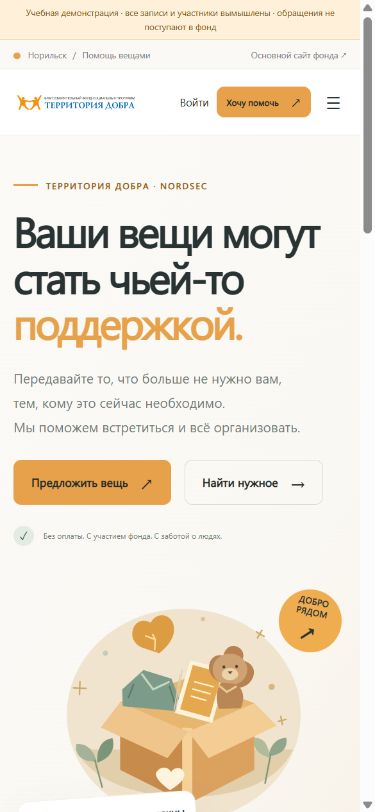 Учебная демонстрация · все записи и участники вымышлены · обращения не
поступают в фонд
Норильск / Помощь вещами
Основной сайт фонда ↗
ТЕРРИТОРИЯ ДОБРА
Войти
Хочу помочь ↗
ТЕРРИТОРИЯ ДОБРА · NORDSEC
Ваши вещи могут
стать чьей-то
поддержкой.
Передавайте то, что больше не нужно вам,
тем, кому это сейчас необходимо.
Мы поможем встретиться и всё организовать.
Предложить вещь ↗
Найти нужное →
✓ Без оплаты. С участием фонда. С заботой о людях.
ДОБРО
РЯДОМ
↗